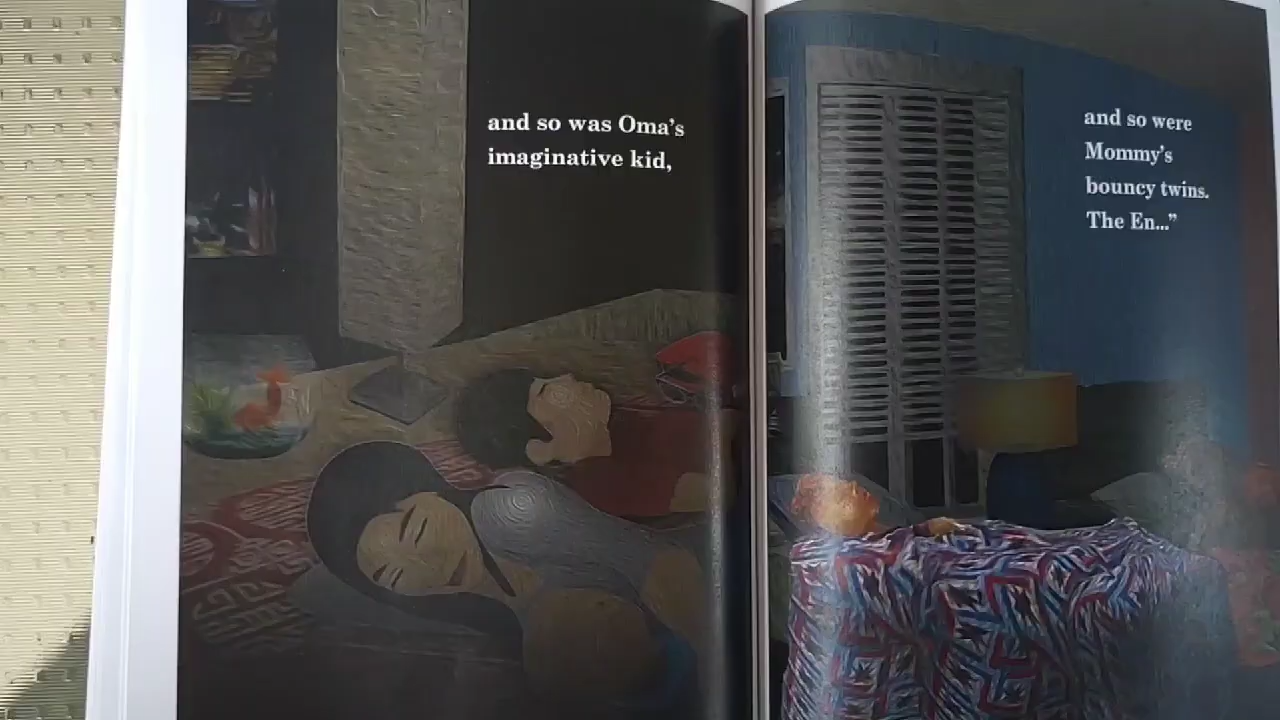 and so was Oma's
imaginative kid,
and so were
Mommy's
bouncy twins.
The En..."